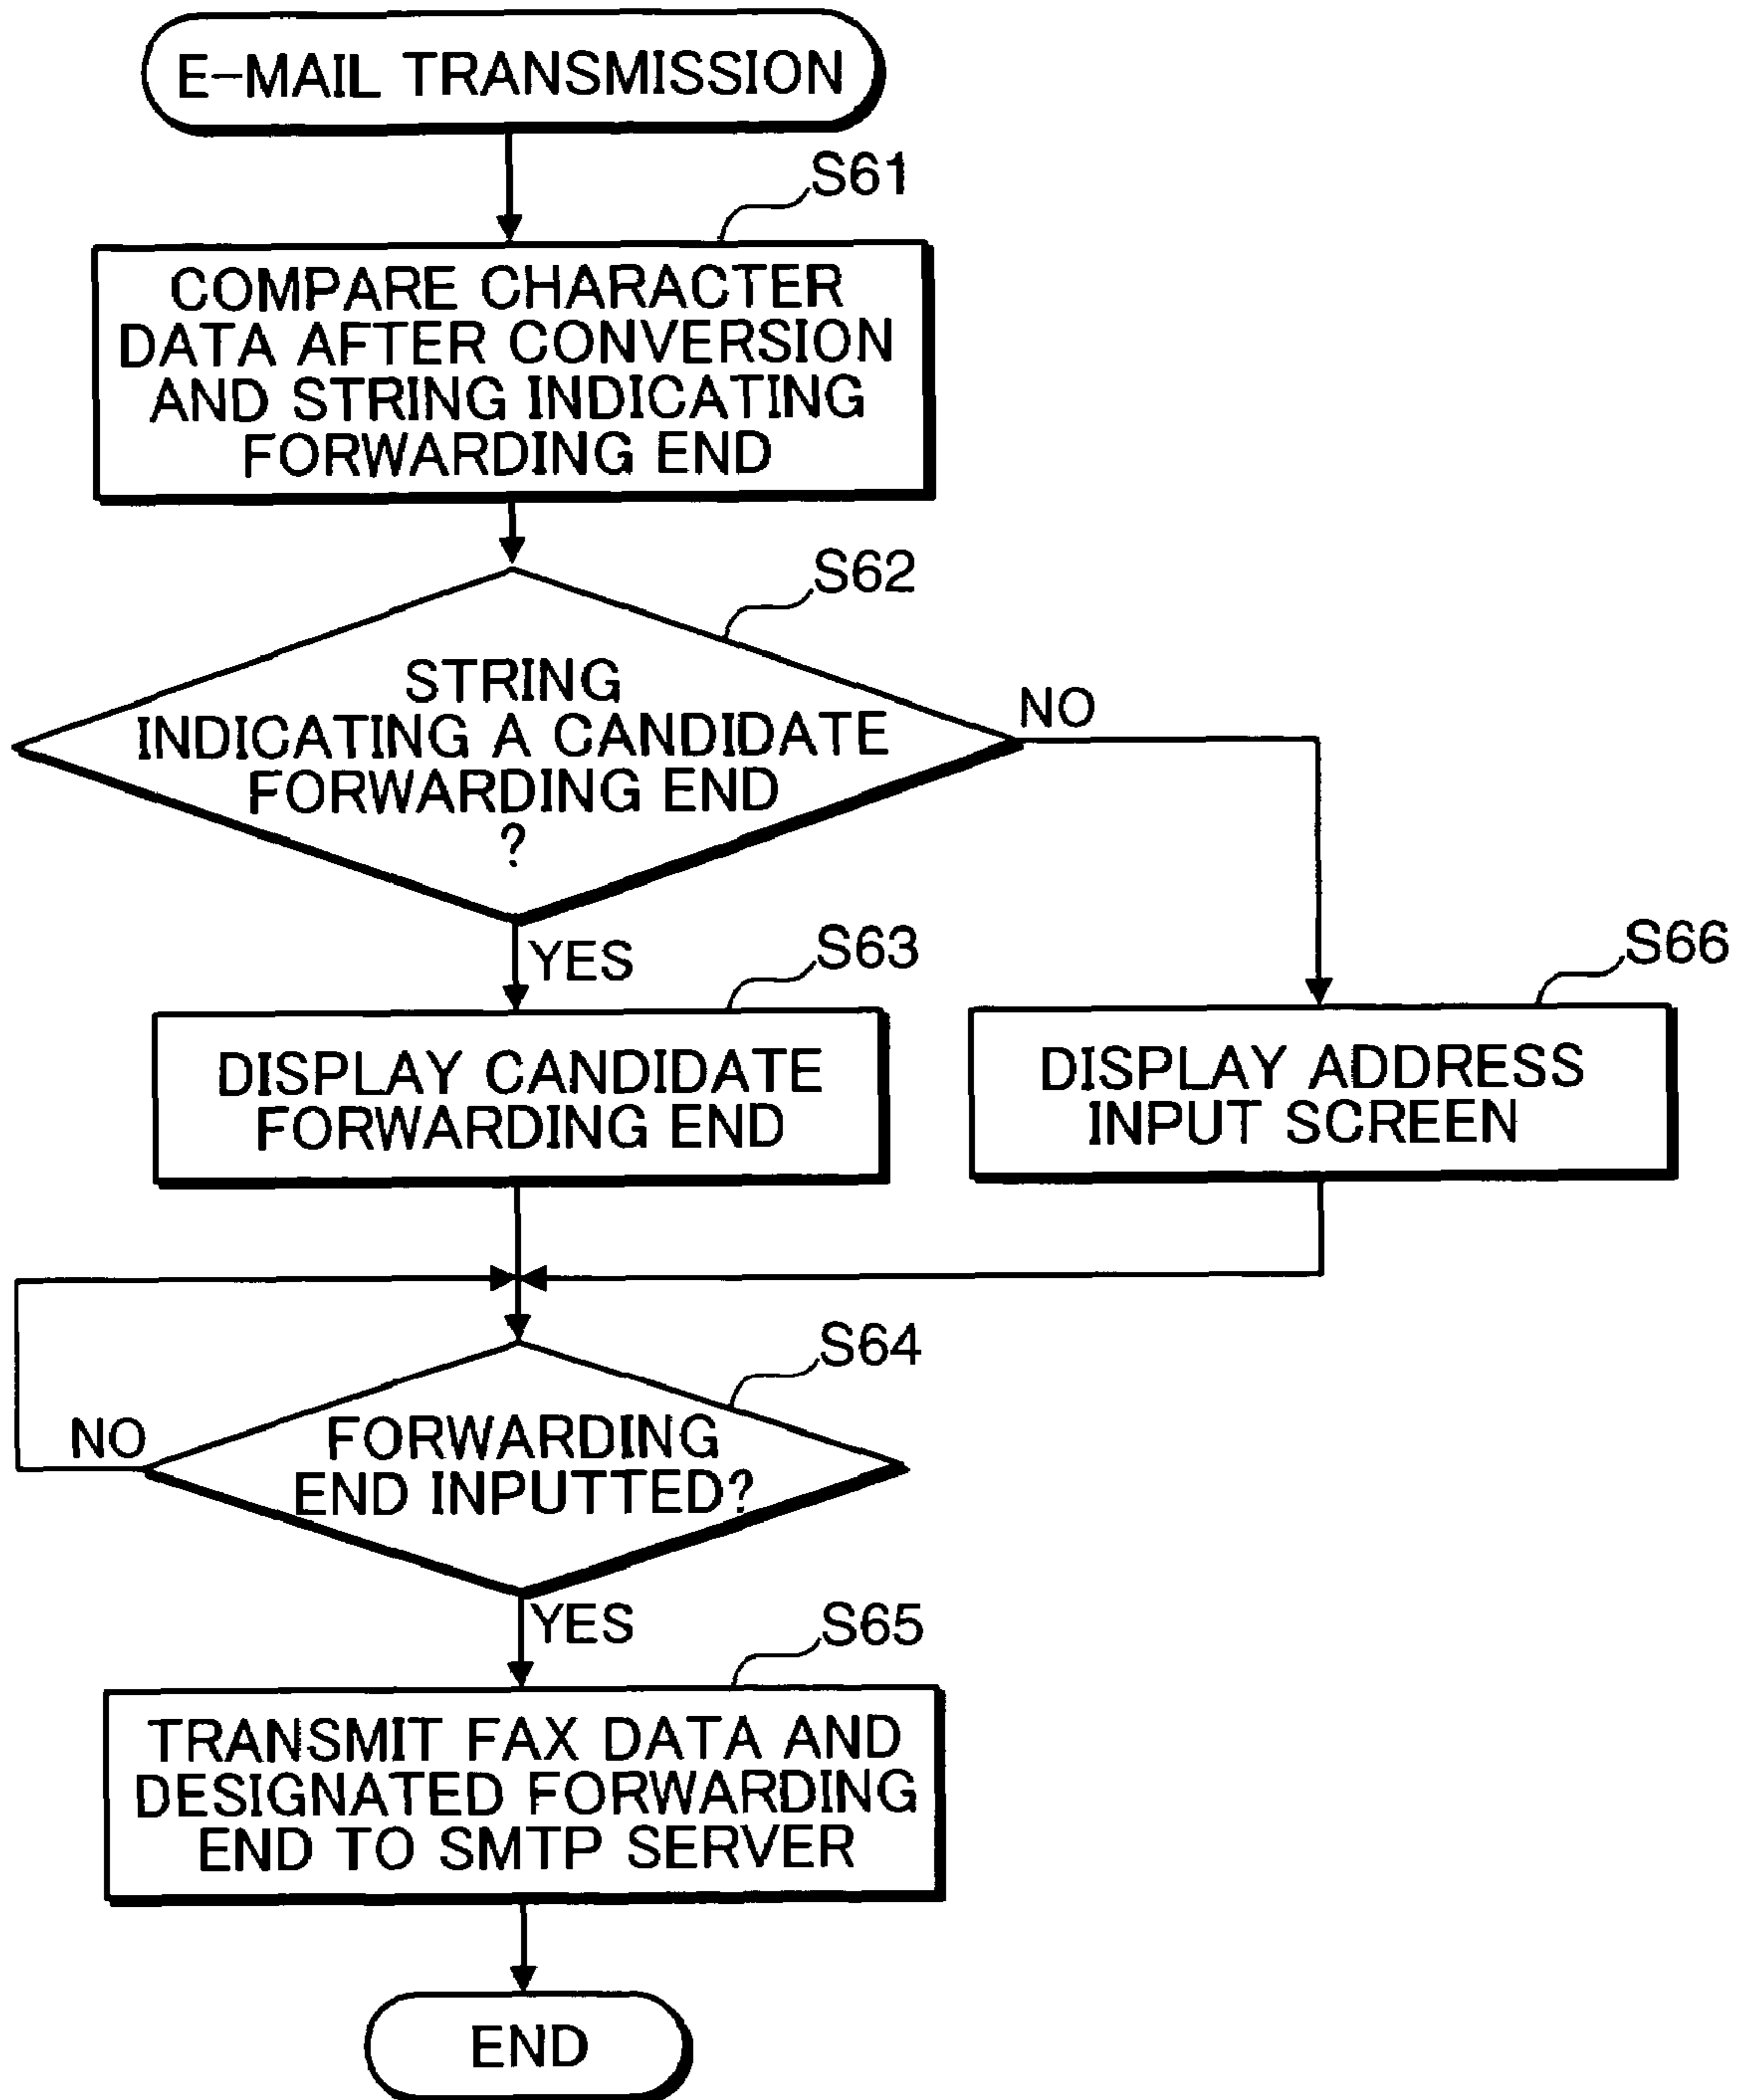 E-MAIL TRANSMISSION
S61
COMPARE CHARACTER
DATA AFTER CONVERSION
AND STRING INDICATING
FORWARDING END
S62
STRING
INDICATING A CANDIDATE
FORWARDING END
?
NO
YES
S63
DISPLAY CANDIDATE
FORWARDING END
S66
DISPLAY ADDRESS
INPUT SCREEN
S64
FORWARDING
END INPUTTED?
NO
YES
S65
TRANSMIT FAX DATA AND
DESIGNATED FORWARDING
END TO SMTP SERVER
END